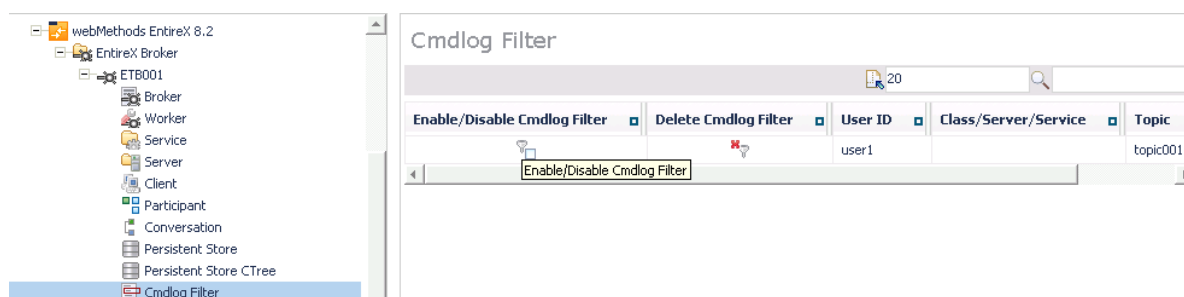 webMethods EntireX 8.2
EntireX Broker
ETB001
Broker
Worker
Service
Server
Client
Participant
Conversation
Persistent Store
Persistent Store CTree
Cmdlog Filter
Cmdlog Filter
20
Enable/Disable Cmdlog Filter Delete Cmdlog Filter User ID Class/Server/Service Topic
user1 topic001
Enable/Disable Cmdlog Filter